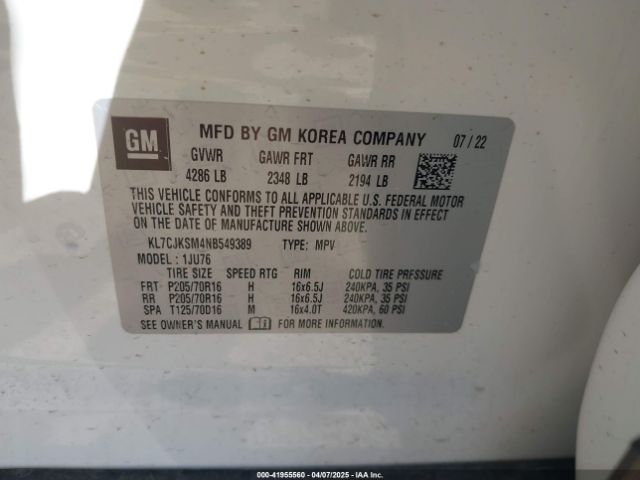 GM MFD BY GM KOREA COMPANY 07 / 22
GVWR GAWR FRT GAWR RR
4286 LB 2348 LB 2194 LB
THIS VEHICLE CONFORMS TO ALL APPLICABLE U.S. FEDERAL MOTOR
VEHICLE SAFETY AND THEFT PREVENTION STANDARDS IN EFFECT
ON THE DATE OF MANUFACTURE SHOWN ABOVE.
KL7CJKSM4NB549389 TYPE: MPV
MODEL: 1JU76
TIRE SIZE SPEED RTG RIM COLD TIRE PRESSURE
FRT P205/70R16 H 16x6.5J 240KPA, 35 PSI
RR P205/70R16 H 16x6.5J 240KPA, 35 PSI
SPA T125/70D16 M 16x4.0T 420KPA, 60 PSI
SEE OWNER'S MANUAL FOR MORE INFORMATION.
000-41955560 - 04/07/2025 - IAA Inc.